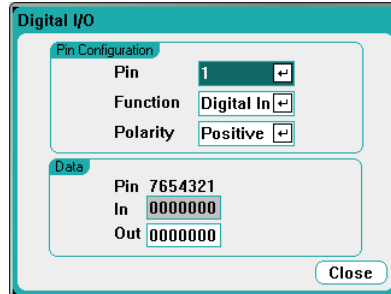 Digital I/O
Pin Configuration
Pin 1
Function Digital In
Polarity Positive
Data
Pin 7654321
In 0000000
Out 0000000
Close